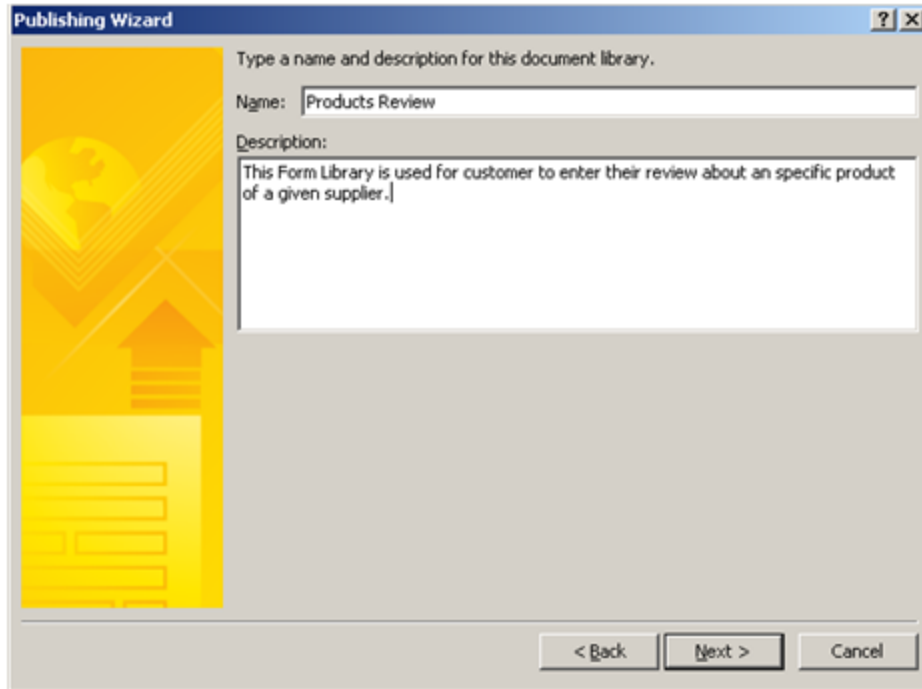 Publishing Wizard
Type a name and description for this document library.
Name: Products Review
Description:
This Form Library is used for customer to enter their review about an specific product
of a given supplier.
< Back Next > Cancel